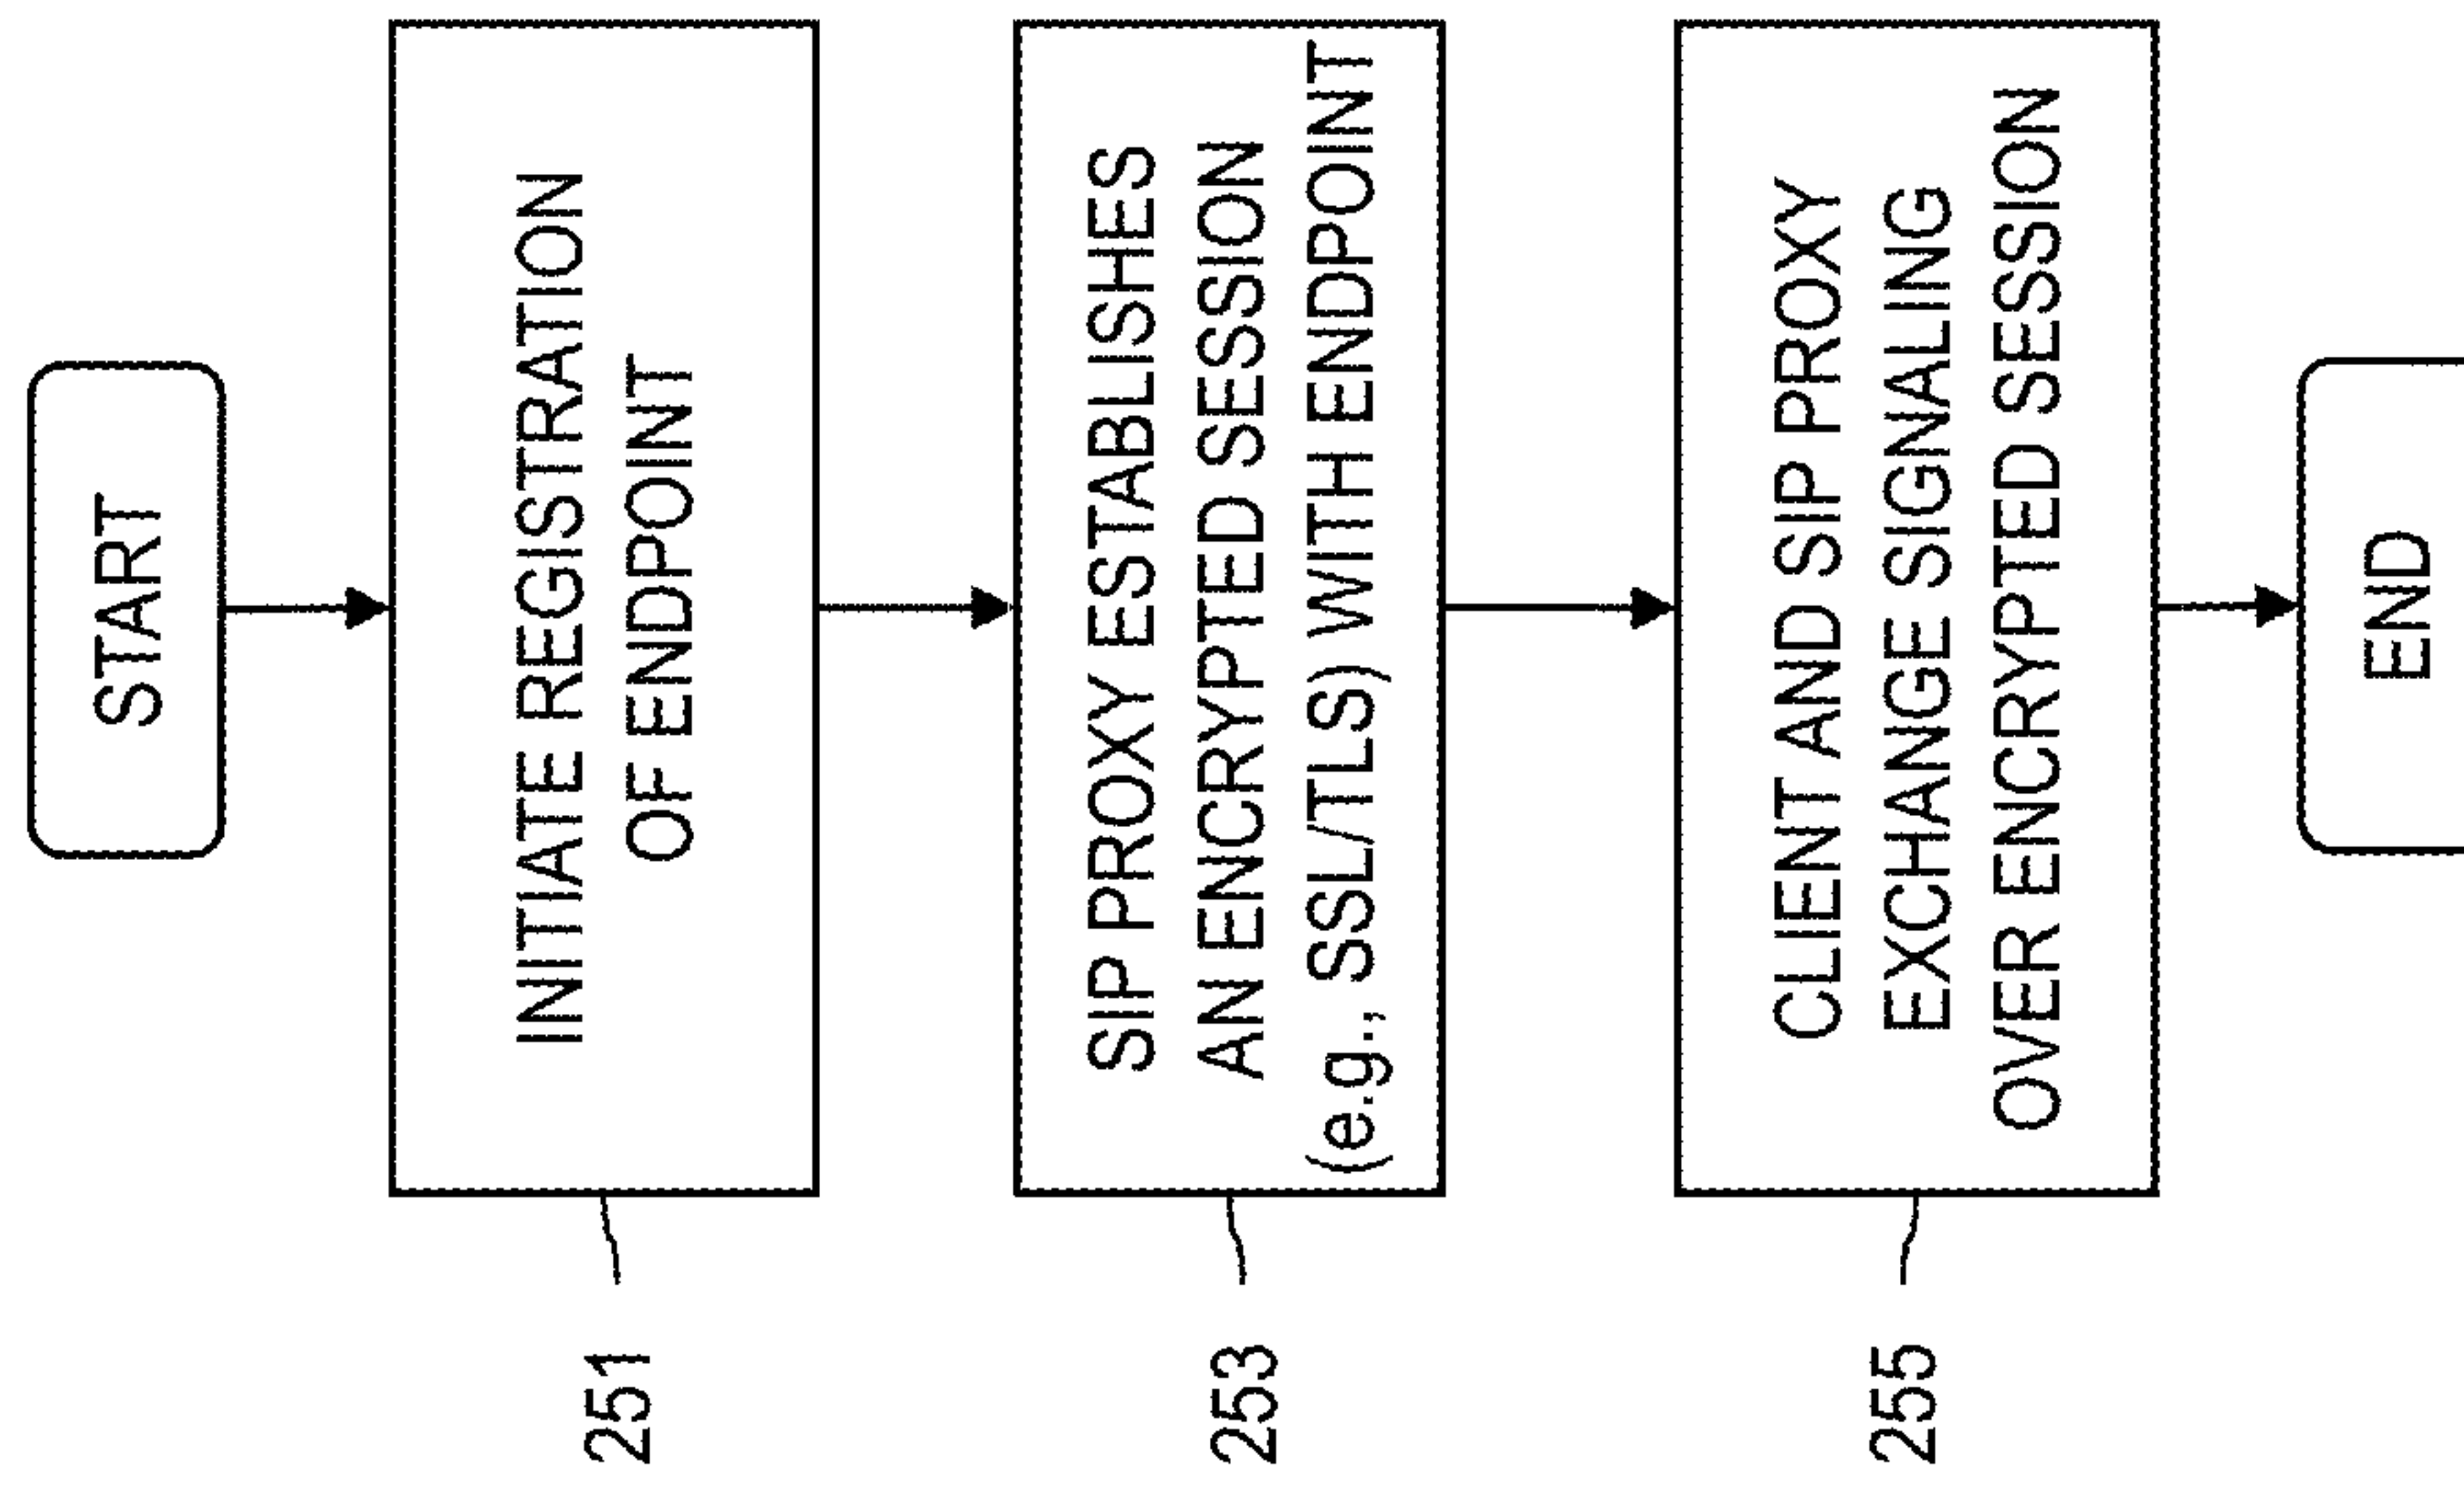 START
251
INITIATE REGISTRATION
OF ENDPOINT
253
SIP PROXY ESTABLISHES
AN ENCRYPTED SESSION
(e.g., SSL/TLS) WITH ENDPOINT
255
CLIENT AND SIP PROXY
EXCHANGE SIGNALING
OVER ENCRYPTED SESSION
END